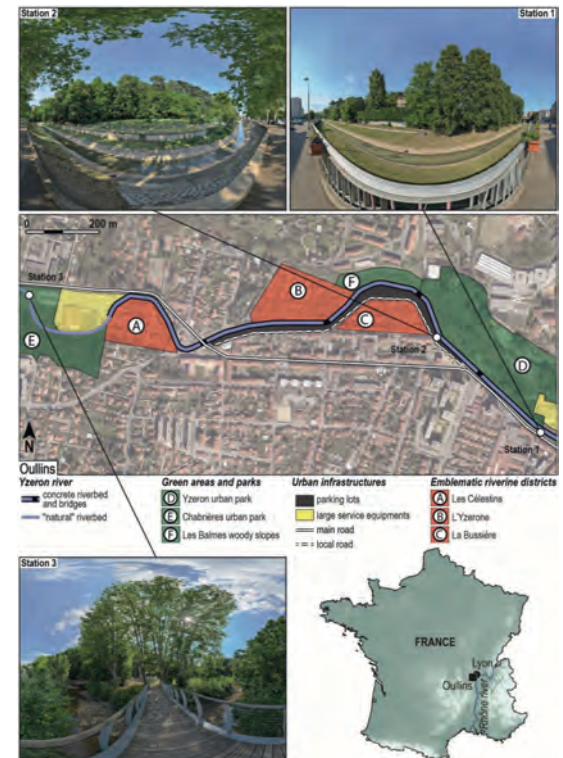 Station 2
Station 1
0 200 m
Station 3
B
F
A
C
E
Station 2
D
N
Station 1
Oullins
Yzeron river
concrete riverbed
and bridges
"natural" riverbed
Green areas and parks
D Yzeron urban park
E Chabrières urban park
F Les Balmes woody slopes
Urban infrastructures
parking lots
large service equipments
main road
local road
Emblematic riverine districts
A Les Célestins
B L'Yzerone
C La Bussière
Station 3
FRANCE
Lyon
Oullins
Rhône river